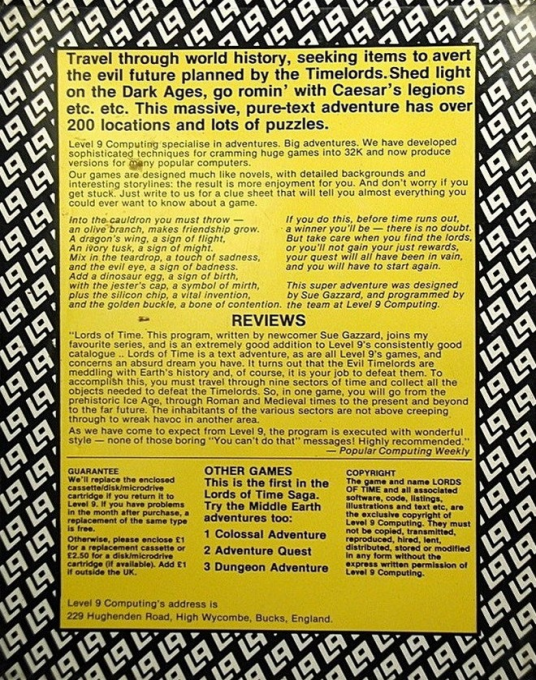 Travel through world history, seeking items to avert
the evil future planned by the Timelords.Shed light
on the Dark Ages, go romin' with Caesar's legions
etc. etc. This massive, pure-text adventure has over
200 locations and lots of puzzles.
Level 9 Computing specialise in adventures. Big adventures. We have developed
sophisticated techniques for cramming huge games into 32K and now produce
versions for many popular computers.
Our games are designed much like novels, with detailed backgrounds and
interesting storylines: the result is more enjoyment for you. And don't worry if you
get stuck. Just write to us for a clue sheet that will tell you almost everything you
could ever want to know about a game.
Into the cauldron you must throw —
an olive branch, makes friendship grow.
A dragon's wing, a sign of flight,
An ivory tusk, a sign of might.
Mix in the teardrop, a touch of sadness,
and the evil eye, a sign of badness.
Add a dinosaur egg, a sign of birth,
with the jester's cap, a symbol of mirth,
plus the silicon chip, a vital invention,
and the golden buckle, a bone of contention.
If you do this, before time runs out,
a winner you'll be — there is no doubt.
But take care when you find the lords,
or you'll not gain your just rewards,
your quest will all have been in vain,
and you will have to start again.
This super adventure was designed
by Sue Gazzard, and programmed by
the team at Level 9 Computing.
REVIEWS
"Lords of Time. This program, written by newcomer Sue Gazzard, joins my
favourite series, and is an extremely good addition to Level 9's consistently good
catalogue .. Lords of Time is a text adventure, as are all Level 9's games, and
concerns an absurd dream you have. It turns out that the Evil Timelords are
meddling with Earth's history and, of course, it is your job to defeat them. To
accomplish this, you must travel through nine sectors of time and collect all the
objects needed to defeat the Timelords. So, in one game, you will go from the
prehistoric Ice Age, through Roman and Medieval times to the present and beyond
to the far future. The inhabitants of the various sectors are not above creeping
through to wreak havoc in another area.
As we have come to expect from Level 9, the program is executed with wonderful
style — none of those boring "You can't do that" messages! Highly recommended."
— Popular Computing Weekly
GUARANTEE
We'll replace the enclosed
cassette/disk/microdrive
cartridge if you return it to
Level 9. If you have problems
in the month after purchase, a
replacement of the same type
is free.
Otherwise, please enclose £1
for a replacement cassette or
£2.50 for a disk/microdrive
cartridge (if available). Add £1
if outside the UK.
OTHER GAMES
This is the first in the
Lords of Time Saga.
Try the Middle Earth
adventures too:
1 Colossal Adventure
2 Adventure Quest
3 Dungeon Adventure
COPYRIGHT
The game and name LORDS
OF TIME and all associated
software, code, listings,
illustrations and text etc, are
the exclusive copyright of
Level 9 Computing. They must
not be copied, transmitted,
reproduced, hired, lent,
distributed, stored or modified
in any form without the
express written permission of
Level 9 Computing.
Level 9 Computing's address is
229 Hughenden Road, High Wycombe, Bucks, England.